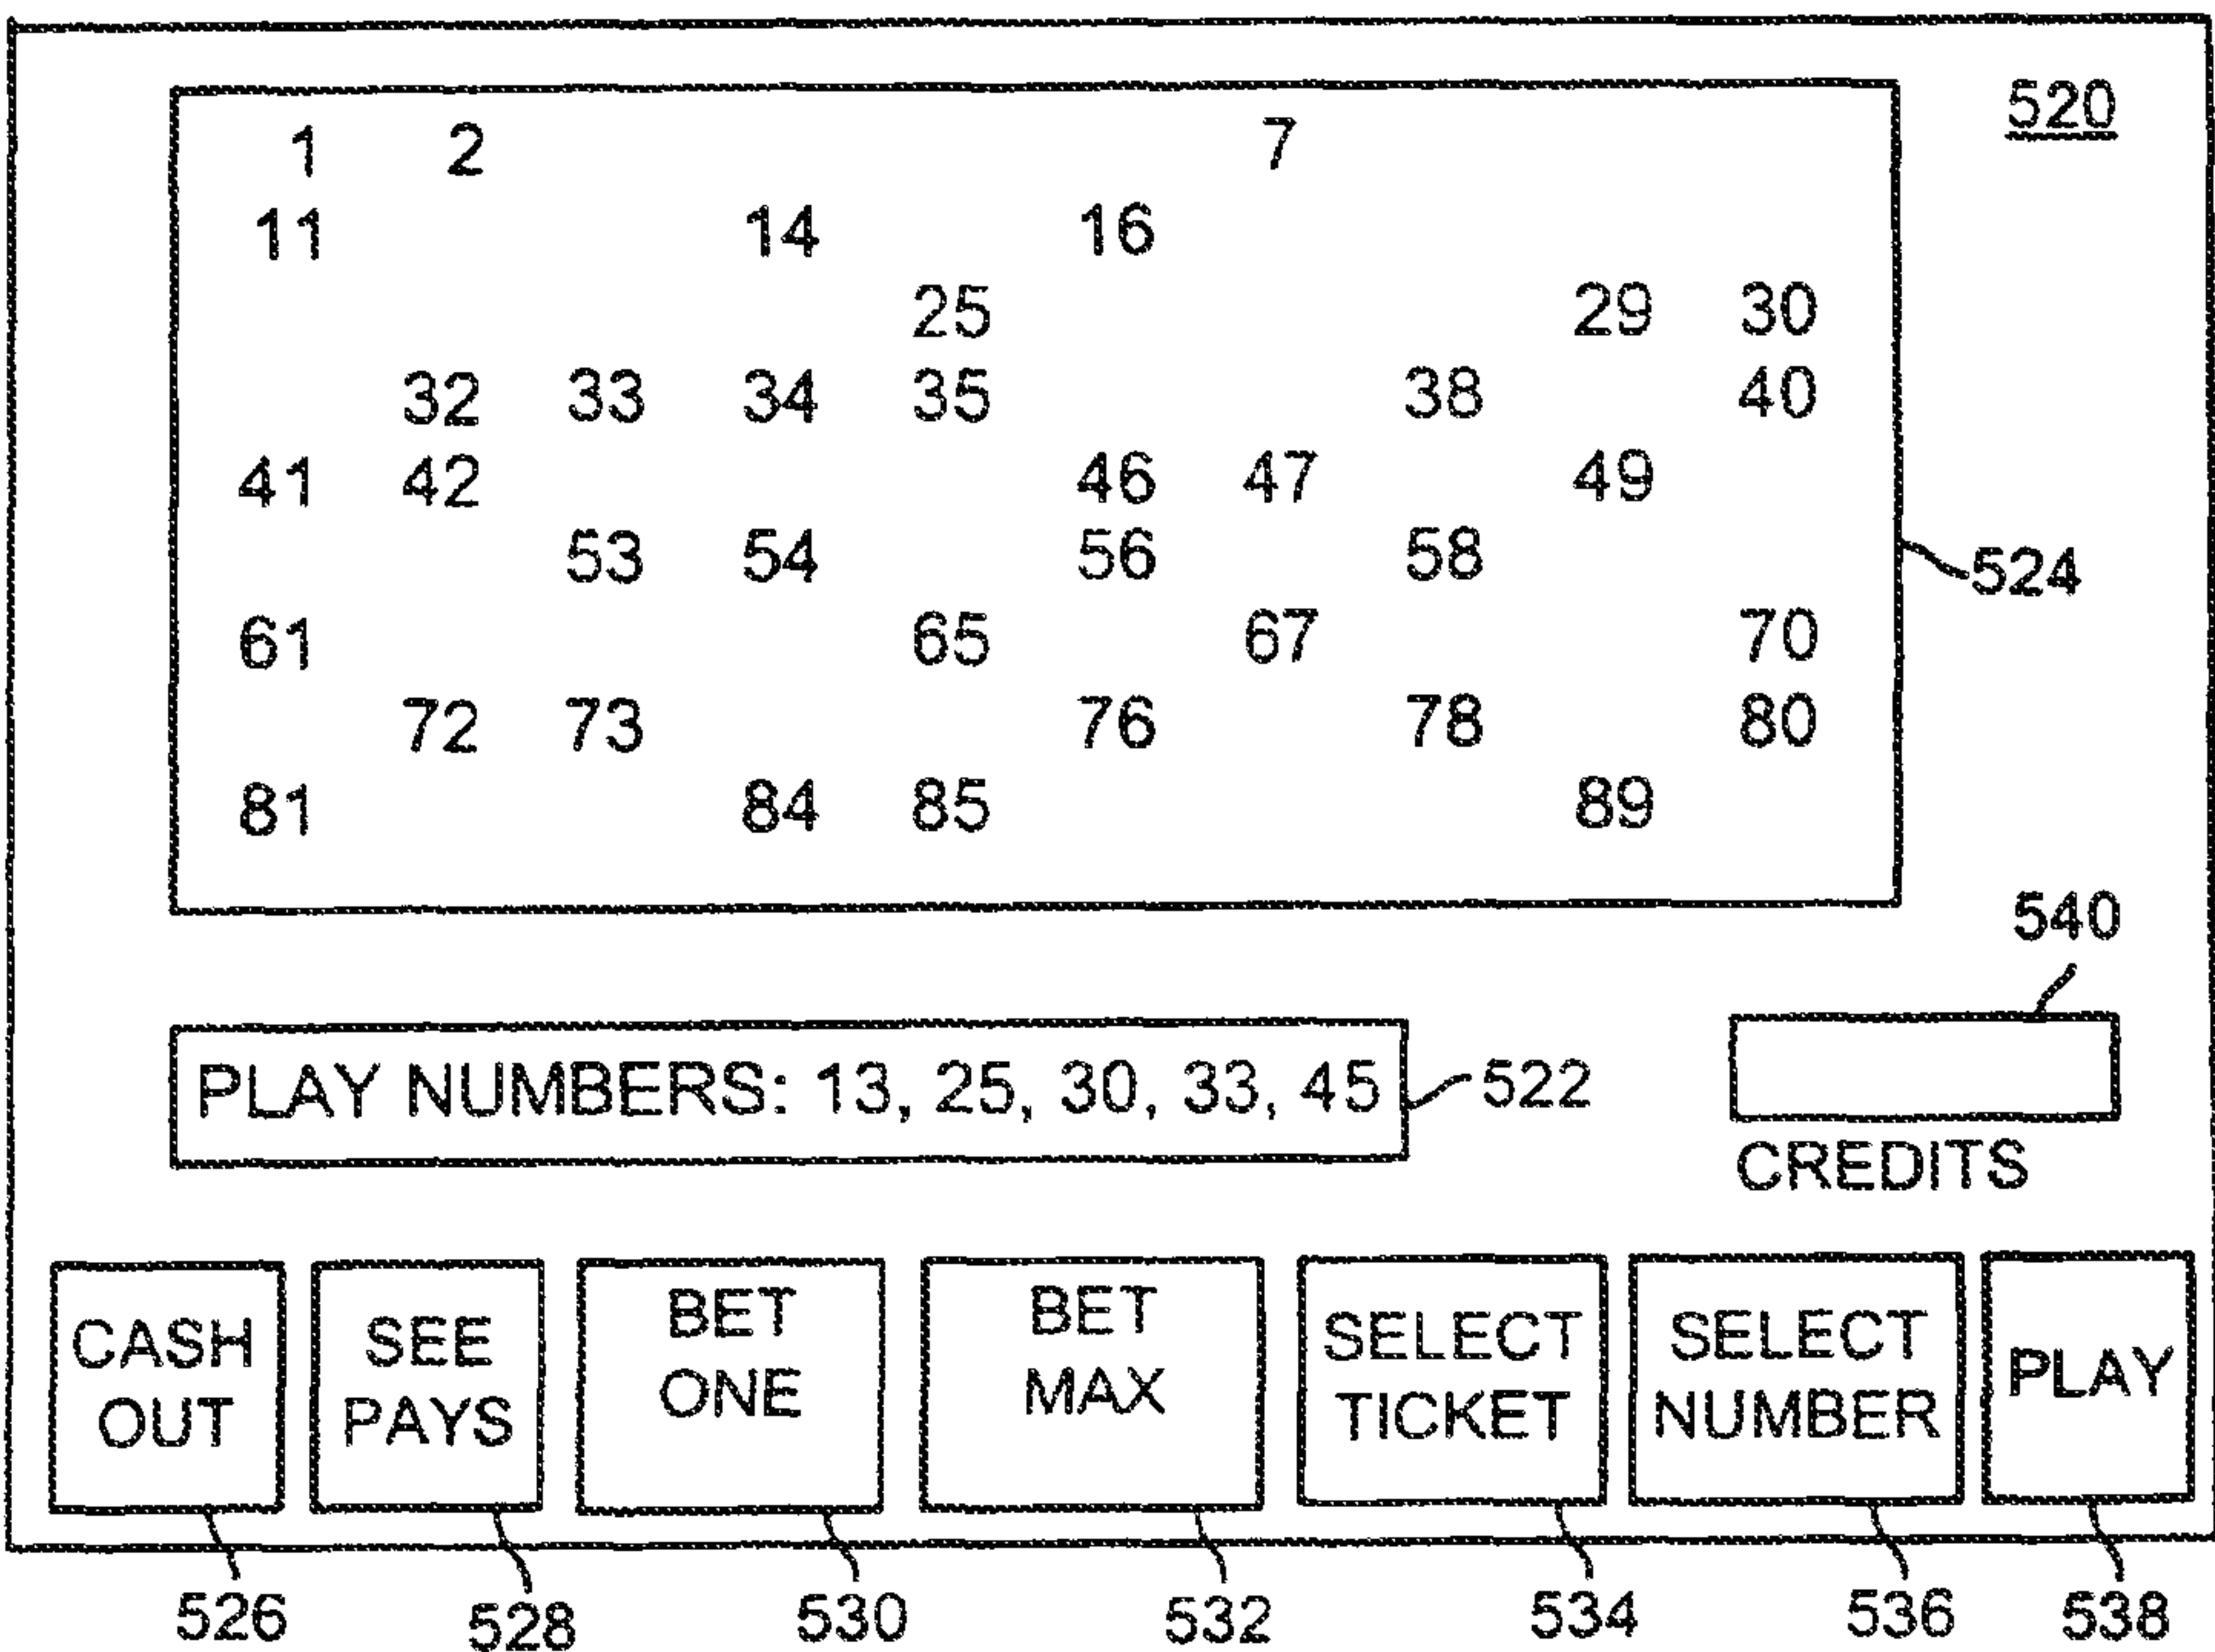 520
1 2 7
11 14 16
25 29 30
32 33 34 35 38 40
41 42 46 47 49
53 54 56 58
524
61 65 67 70
72 73 76 78 80
81 84 85 89
540
PLAY NUMBERS: 13, 25, 30, 33, 45
522
CREDITS
CASH
OUT
SEE
PAYS
BET
ONE
BET
MAX
SELECT
TICKET
SELECT
NUMBER
PLAY
526 528 530 532 534 536 538